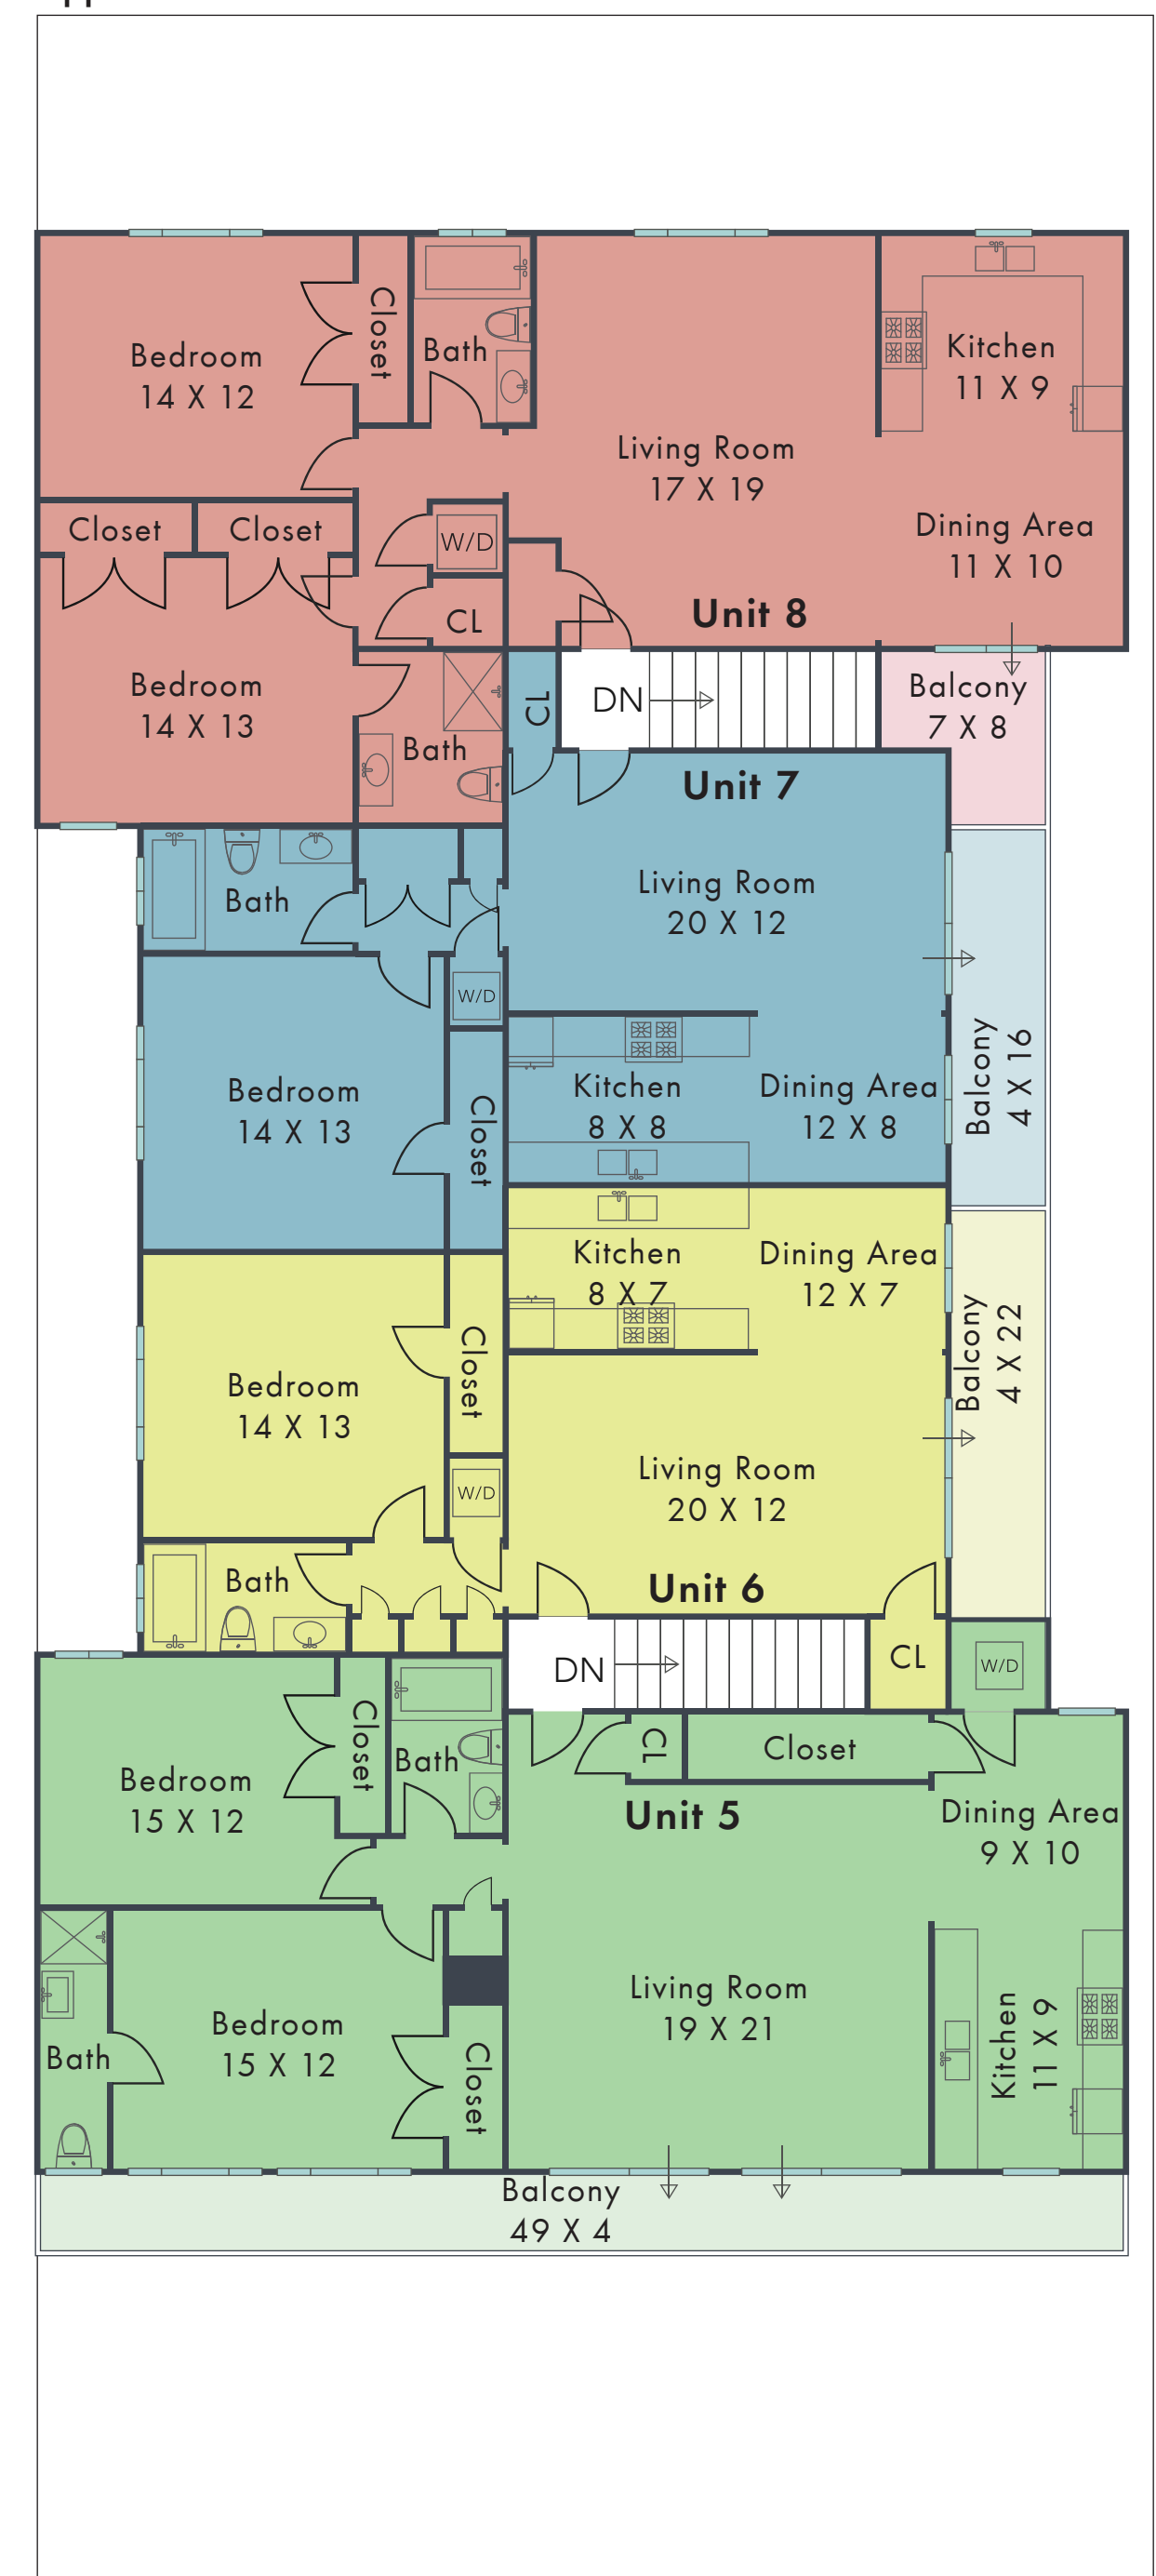 Closet
Bedroom
14 X 12
Bath
Kitchen
11 X 9
Living Room
17 X 19
Closet
Closet
W/D
Dining Area
11 X 10
CL
Unit 8
Bedroom
14 X 13
Bath
CL
DN
Balcony
7 X 8
Unit 7
Bath
Living Room
20 X 12
W/D
Bedroom
14 X 13
Closet
Kitchen
8 X 8
Dining Area
12 X 8
Balcony
4 X 16
Kitchen
8 X 7
Dining Area
12 X 7
Balcony
4 X 22
Bedroom
14 X 13
Closet
W/D
Living Room
20 X 12
Bath
Unit 6
DN
CL
W/D
Bedroom
15 X 12
Closet
Bath
CL
Closet
Unit 5
Dining Area
9 X 10
Bath
Bedroom
15 X 12
Closet
Living Room
19 X 21
Kitchen
11 X 9
Balcony
49 X 4